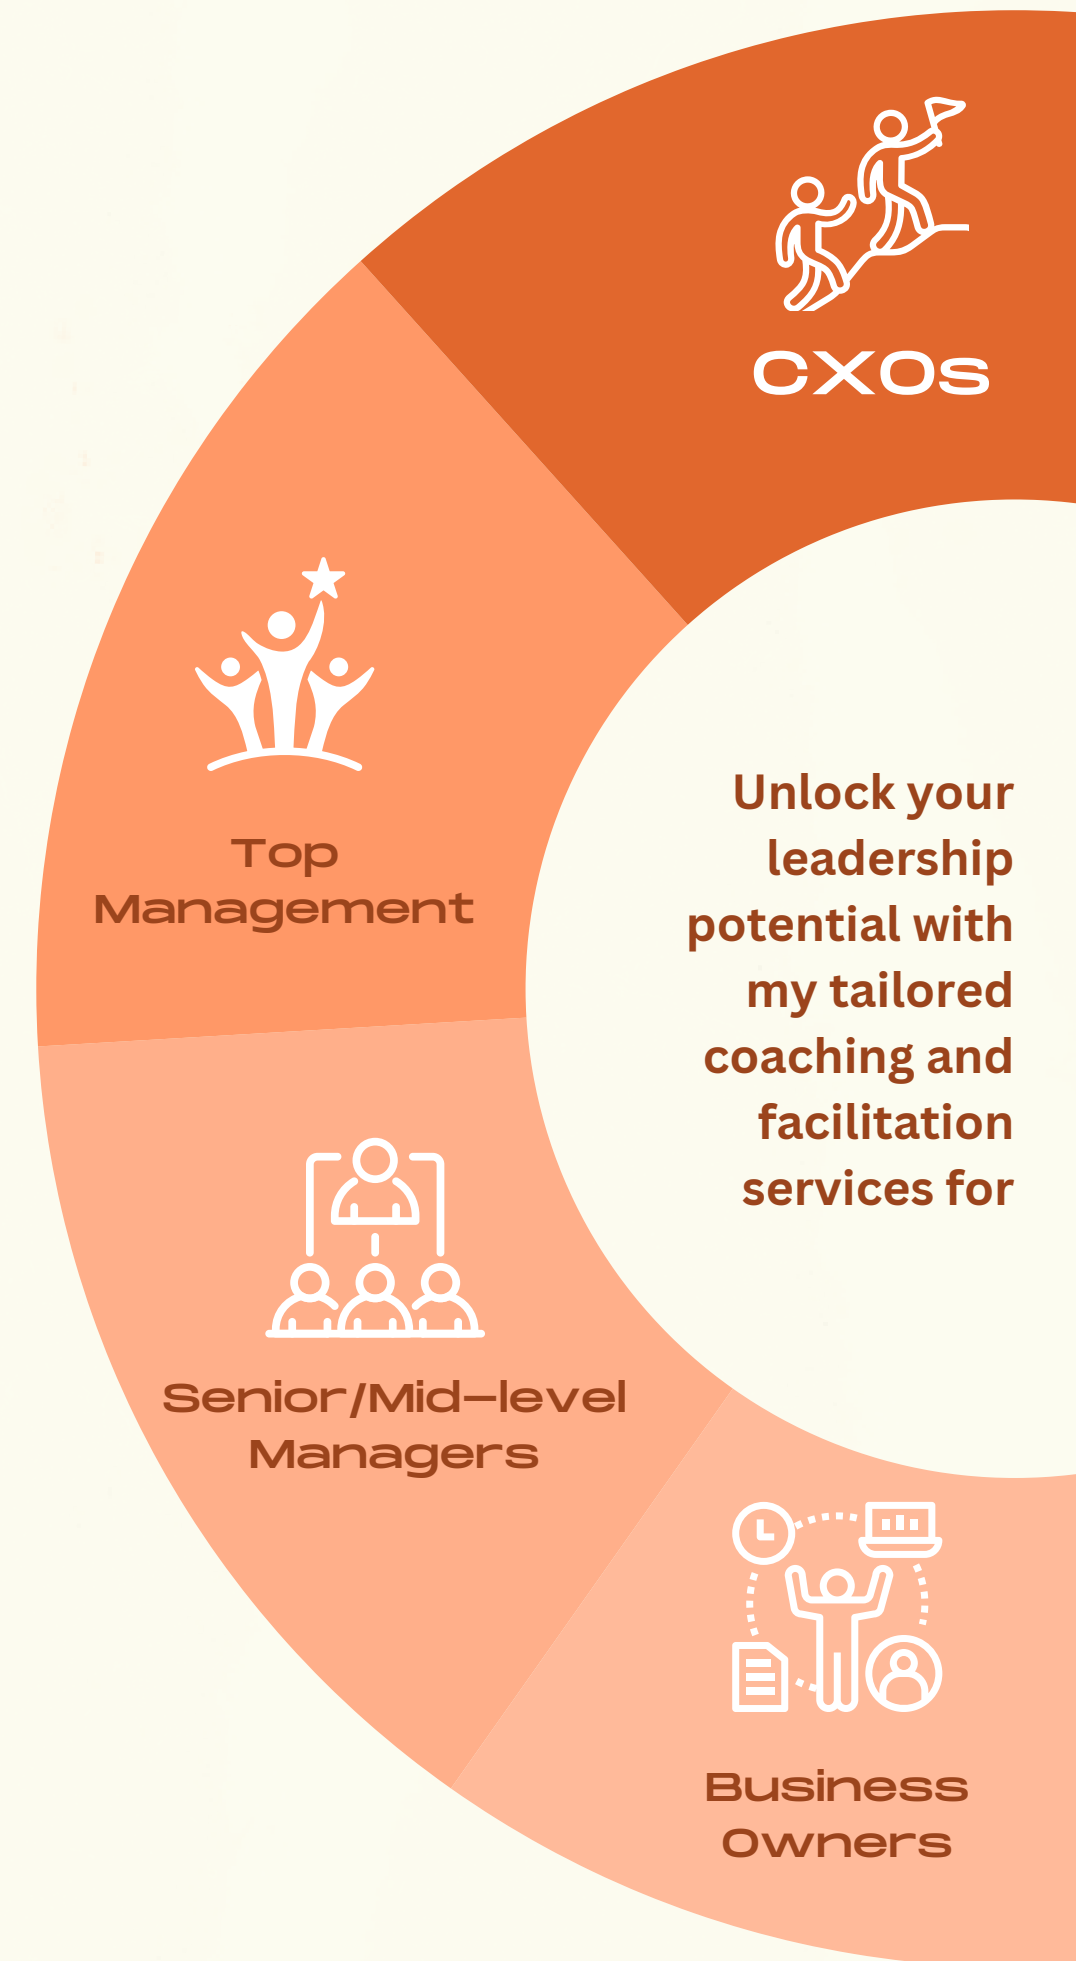 CXOs
Top
Management
Unlock your
leadership
potential with
my tailored
coaching and
facilitation
services for
Senior/Mid-level
Managers
Business
Owners